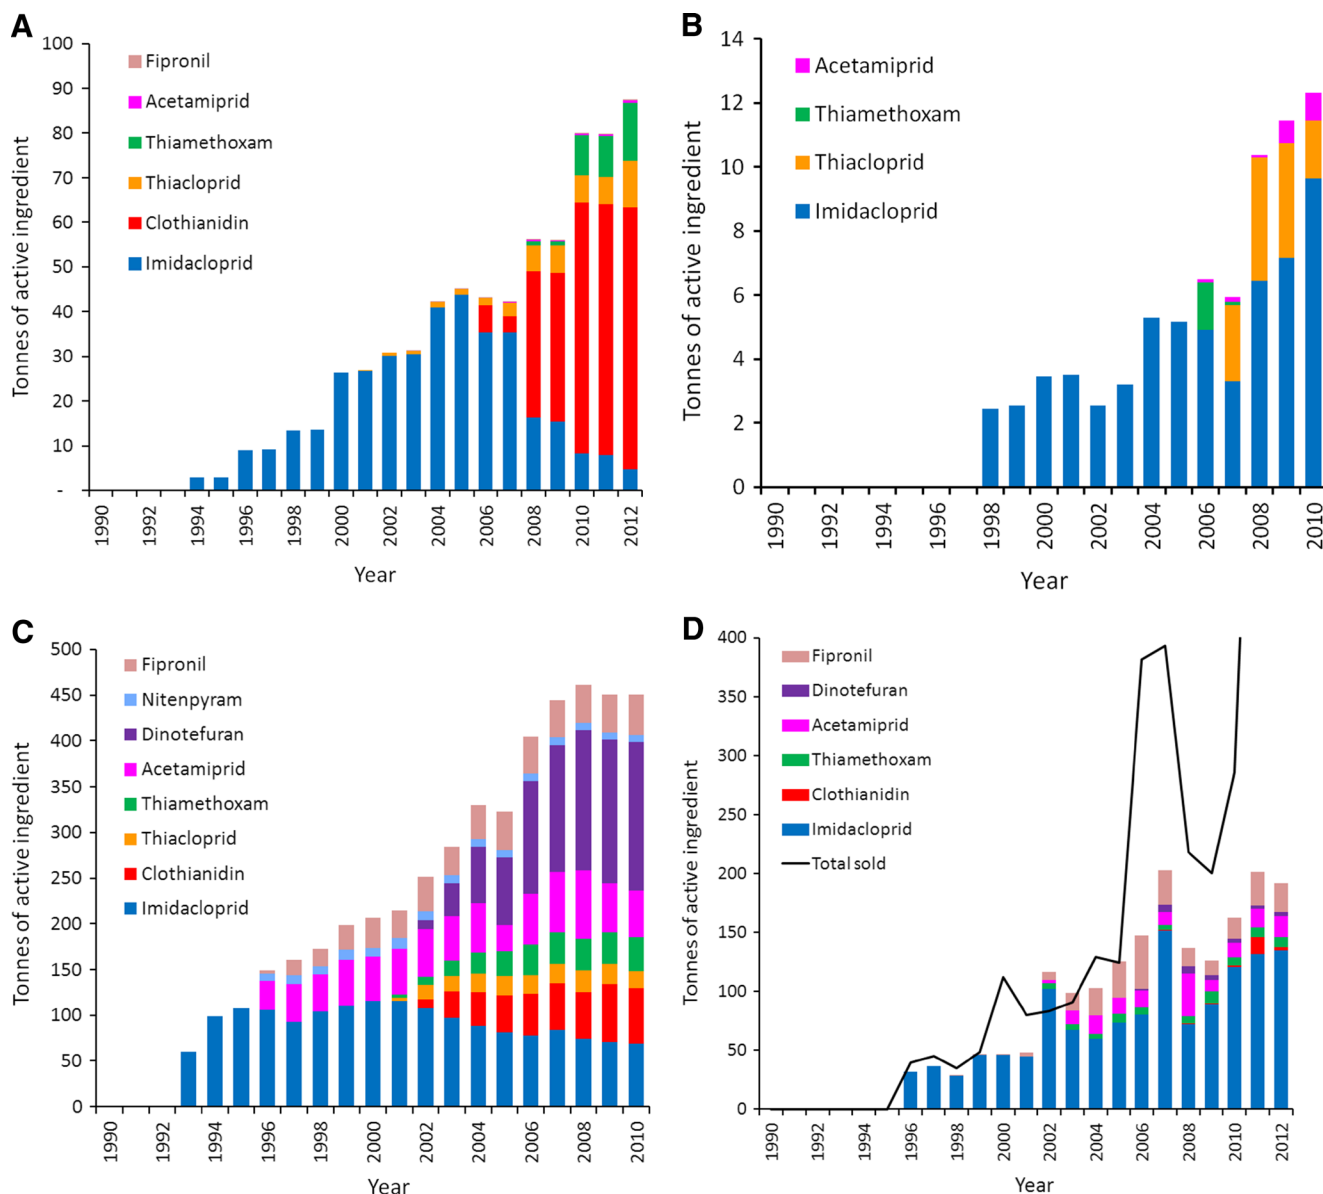 A
Tonnes of active ingredient
100
90
80
70
60
50
40
30
20
10
-
Fipronil
Acetamiprid
Thiamethoxam
Thiacloprid
Clothianidin
Imidacloprid
1990
1992
1994
1996
1998
2000
2002
2004
2006
2008
2010
2012
Year
B
Tonnes of active ingredient
14
12
10
8
6
4
2
0
Acetamiprid
Thiamethoxam
Thiacloprid
Imidacloprid
1990
1992
1994
1996
1998
2000
2002
2004
2006
2008
2010
Year
C
Tonnes of active ingredient
500
450
400
350
300
250
200
150
100
50
0
Fipronil
Nitenpyram
Dinotefuran
Acetamiprid
Thiamethoxam
Thiacloprid
Clothianidin
Imidacloprid
1990
1992
1994
1996
1998
2000
2002
2004
2006
2008
2010
Year
D
Tonnes of active ingredient
400
350
300
250
200
150
100
50
0
Fipronil
Dinotefuran
Acetamiprid
Thiamethoxam
Clothianidin
Imidacloprid
Total sold
1990
1992
1994
1996
1998
2000
2002
2004
2006
2008
2010
2012
Year